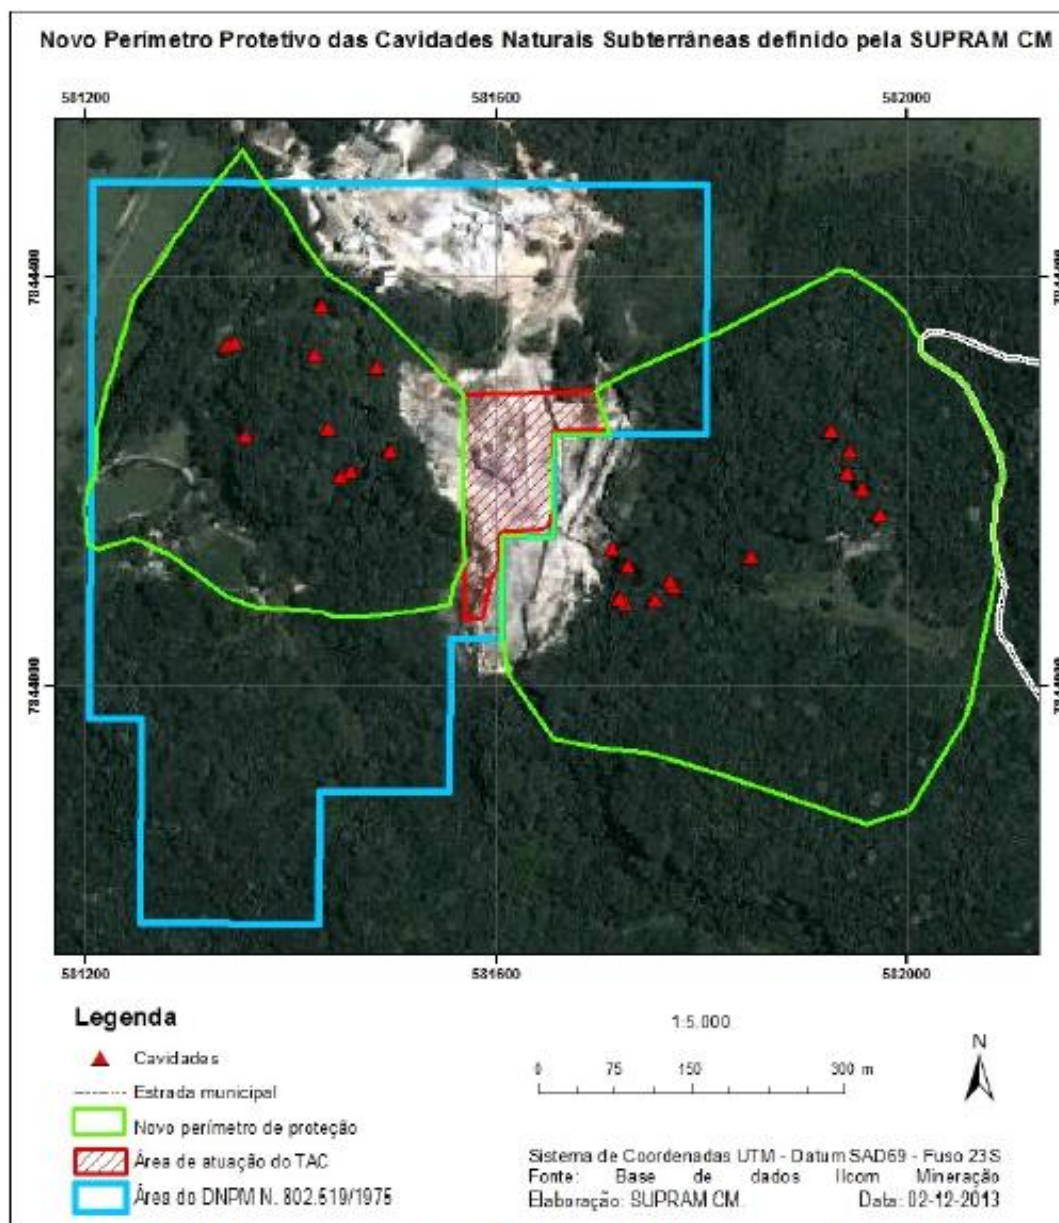 Novo Perímetro Protetivo das Cavidades Naturais Subterrâneas definido pela SUPRAM CM
581200 581600 582000
7844400 7844400
7844000 7844000
581200 581600 582000
Legenda
Cavidades
Estrada municipal
Novo perímetro de proteção
Área de atuação do TAC
Área do DNPM N. 802.519/1975
1:5.000
0 75 150 300 m
N
Sistema de Coordenadas UTM - Datum SAD69 - Fuso 23S
Fonte: Base de dados Ilcom Mineração
Elaboração: SUPRAM CM. Data: 02-12-2013